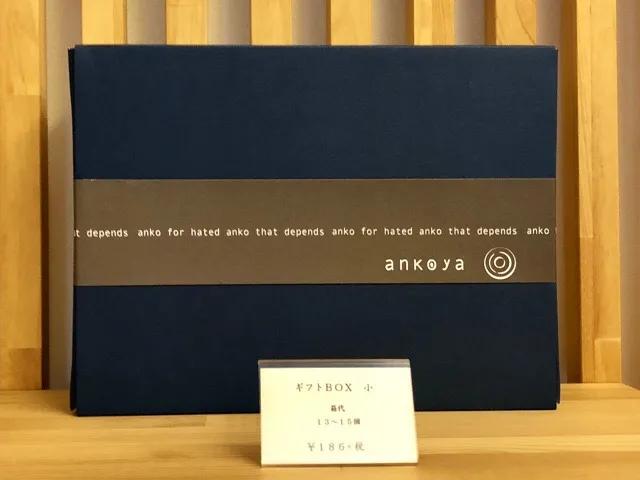 at depends anko for hated anko that depends anko for hated anko that depends anko
ankoya
ギフトBOX 小
箱代
13～15個
¥186+税